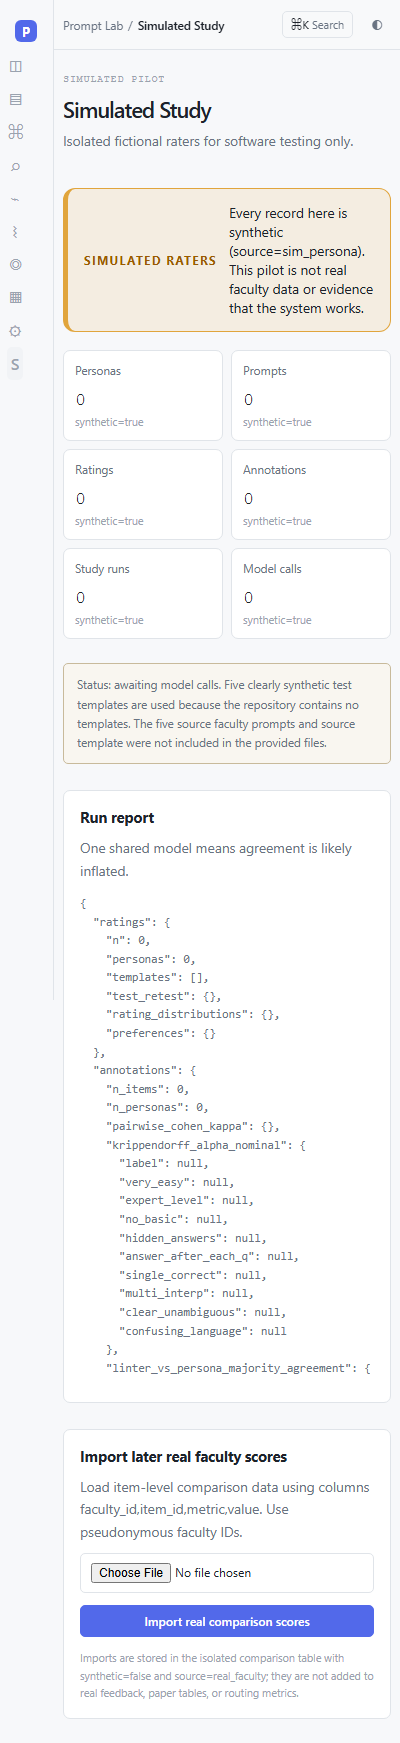 p
Prompt Lab / Simulated Study
⌘K Search
SIMULATED PILOT
Simulated Study
Isolated fictional raters for software testing only.
SIMULATED RATERS
Every record here is
synthetic
(source=sim_persona).
This pilot is not real
faculty data or evidence
that the system works.
Personas
0
synthetic=true
Prompts
0
synthetic=true
Ratings
0
synthetic=true
Annotations
0
synthetic=true
Study runs
0
synthetic=true
Model calls
0
synthetic=true
S
Status: awaiting model calls. Five clearly synthetic test
templates are used because the repository contains no
templates. The five source faculty prompts and source
template were not included in the provided files.
Run report
One shared model means agreement is likely
inflated.
{
"ratings": {
"n": 0,
"personas": 0,
"templates": [],
"test_retest": {},
"rating_distributions": {},
"preferences": {}
},
"annotations": {
"n_items": 0,
"n_personas": 0,
"pairwise_cohen_kappa": {},
"krippendorff_alpha_nominal": {
"label": null,
"very_easy": null,
"expert_level": null,
"no_basic": null,
"hidden_answers": null,
"answer_after_each_q": null,
"single_correct": null,
"multi_interp": null,
"clear_unambiguous": null,
"confusing_language": null
},
"linter_vs_persona_majority_agreement": {
Import later real faculty scores
Load item-level comparison data using columns
faculty_id,item_id,metric,value. Use
pseudonymous faculty IDs.
Choose File No file chosen
Import real comparison scores
Imports are stored in the isolated comparison table with
synthetic=false and source=real_faculty; they are not added to
real feedback, paper tables, or routing metrics.